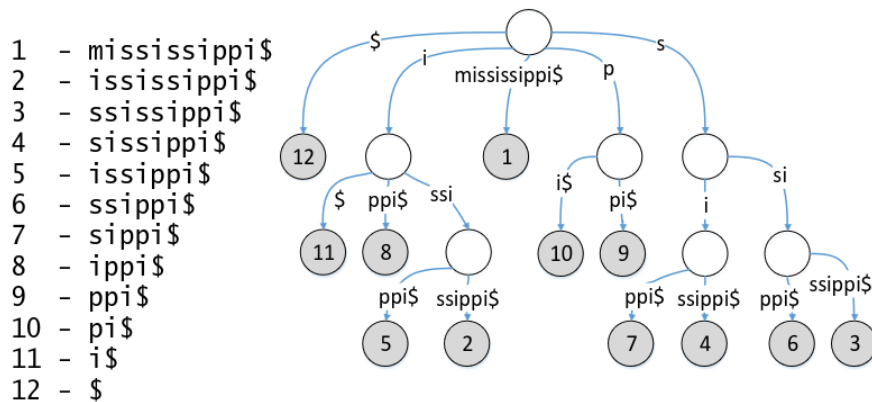 1 - mississippi$
2 - ississippi$
3 - ssissippi$
4 - sissippi$
5 - issippi$
6 - ssippi$
7 - sippi$
8 - ippi$
9 - ppi$
10 - pi$
11 - i$
12 - $
$ i mississippi$ p s
12 1
$ ppi$ ssi i$ pi$ i si
11 8 10 9
ppi$ ssippi$ ppi$ ssippi$ ppi$ ssippi$
5 2 7 4 6 3